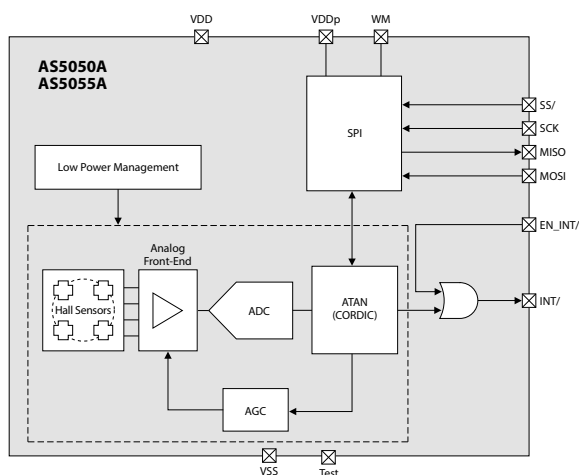 VDD
VDDp
WM
AS5050A
AS5055A
SPI
SS/
SCK
MISO
MOSI
Low Power Management
EN_INT/
Analog
Front-End
Hall Sensors
ADC
ATAN
(CORDIC)
INT/
AGC
VSS
Test